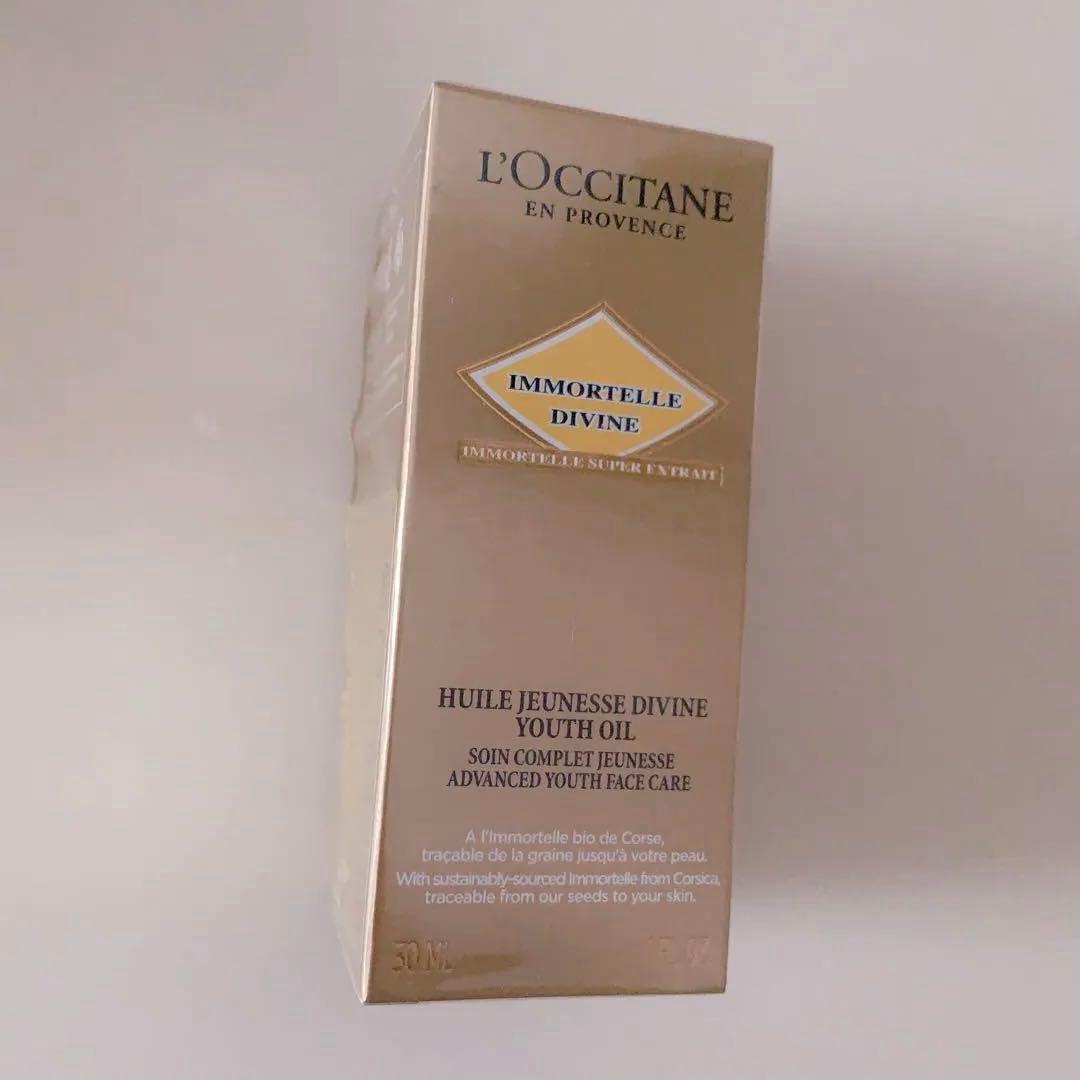 L'OCCITANE
EN PROVENCE
IMMORTELLE
DIVINE
IMMORTELLE SUPER EXTRAIT
HUILE JEUNESSE DIVINE
YOUTH OIL
SOIN COMPLET JEUNESSE
ADVANCED YOUTH FACE CARE
A l'Immortelle bio de Corse,
traçable de la graine jusqu'à votre peau.
With sustainably-sourced Immortelle from Corsica,
traceable from our seeds to your skin.
30 ML